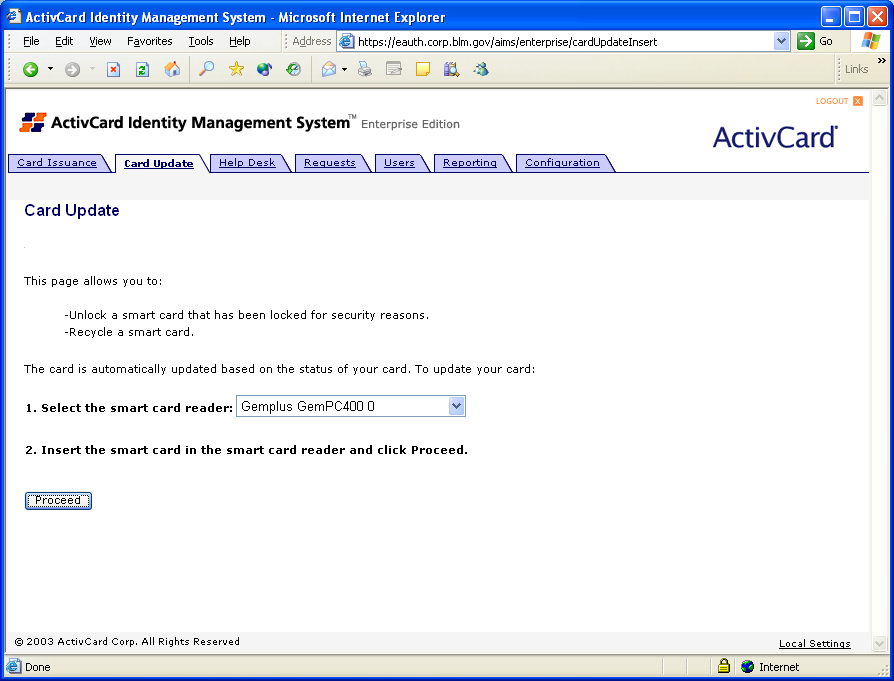 ActivCard Identity Management System - Microsoft Internet Explorer
File Edit View Favorites Tools Help Address https://eauth.corp.blm.gov/aims/enterprise/cardUpdateInsert Go
Links »
LOGOUT X
ActivCard Identity Management System™ Enterprise Edition
ActivCard®
Card Issuance Card Update Help Desk Requests Users Reporting Configuration
Card Update
This page allows you to:
-Unlock a smart card that has been locked for security reasons.
-Recycle a smart card.
The card is automatically updated based on the status of your card. To update your card:
1. Select the smart card reader: Gemplus GemPC400 0
2. Insert the smart card in the smart card reader and click Proceed.
Proceed
© 2003 ActivCard Corp. All Rights Reserved
Local Settings
Done Internet